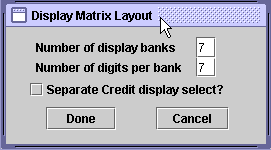 Display Matrix Layout
Number of display banks 7
Number of digits per bank 7
Separate Credit display select?
Done Cancel